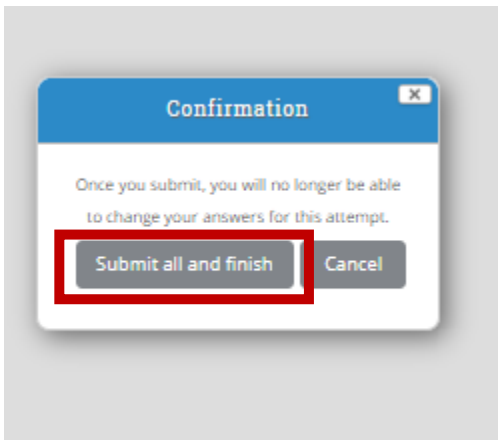 Confirmation
Once you submit, you will no longer be able
to change your answers for this attempt.
Submit all and finish Cancel